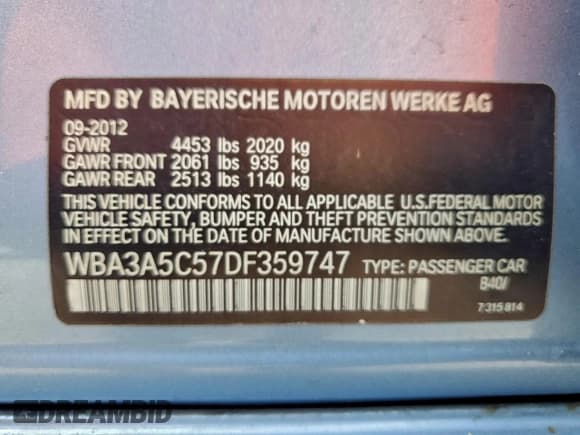 MFD BY BAYERISCHE MOTOREN WERKE AG
09-2012
GVWR 4453 lbs 2020 kg
GAWR FRONT 2061 lbs 935 kg
GAWR REAR 2513 lbs 1140 kg
THIS VEHICLE CONFORMS TO ALL APPLICABLE U.S.FEDERAL MOTOR
VEHICLE SAFETY, BUMPER AND THEFT PREVENTION STANDARDS
IN EFFECT ON THE DATE OF MANUFACTURE SHOWN ABOVE.
WBA3A5C57DF359747 TYPE: PASSENGER CAR
B40/
7 315 814
DREAMBID